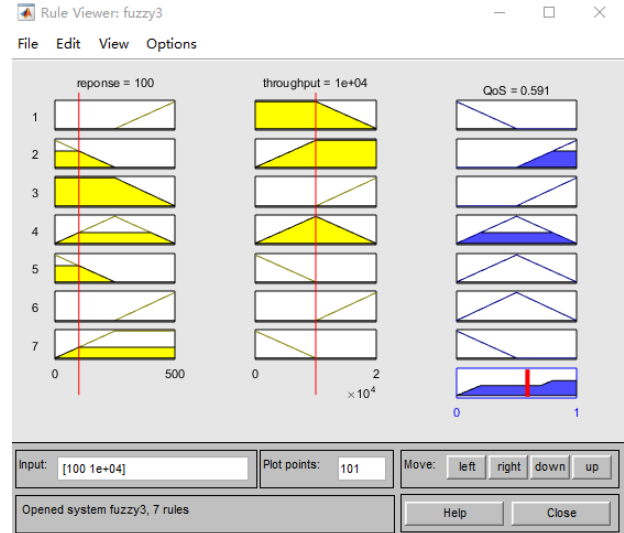 Rule Viewer: fuzzy3
File Edit View Options
reponse = 100 throughput = 1e+04 QoS = 0.591
1
2
3
4
5
6
7
0 500 0 2
×10^4
0 1
Input: [100 1e+04] Plot points: 101 Move: left right down up
Opened system fuzzy3, 7 rules Help Close